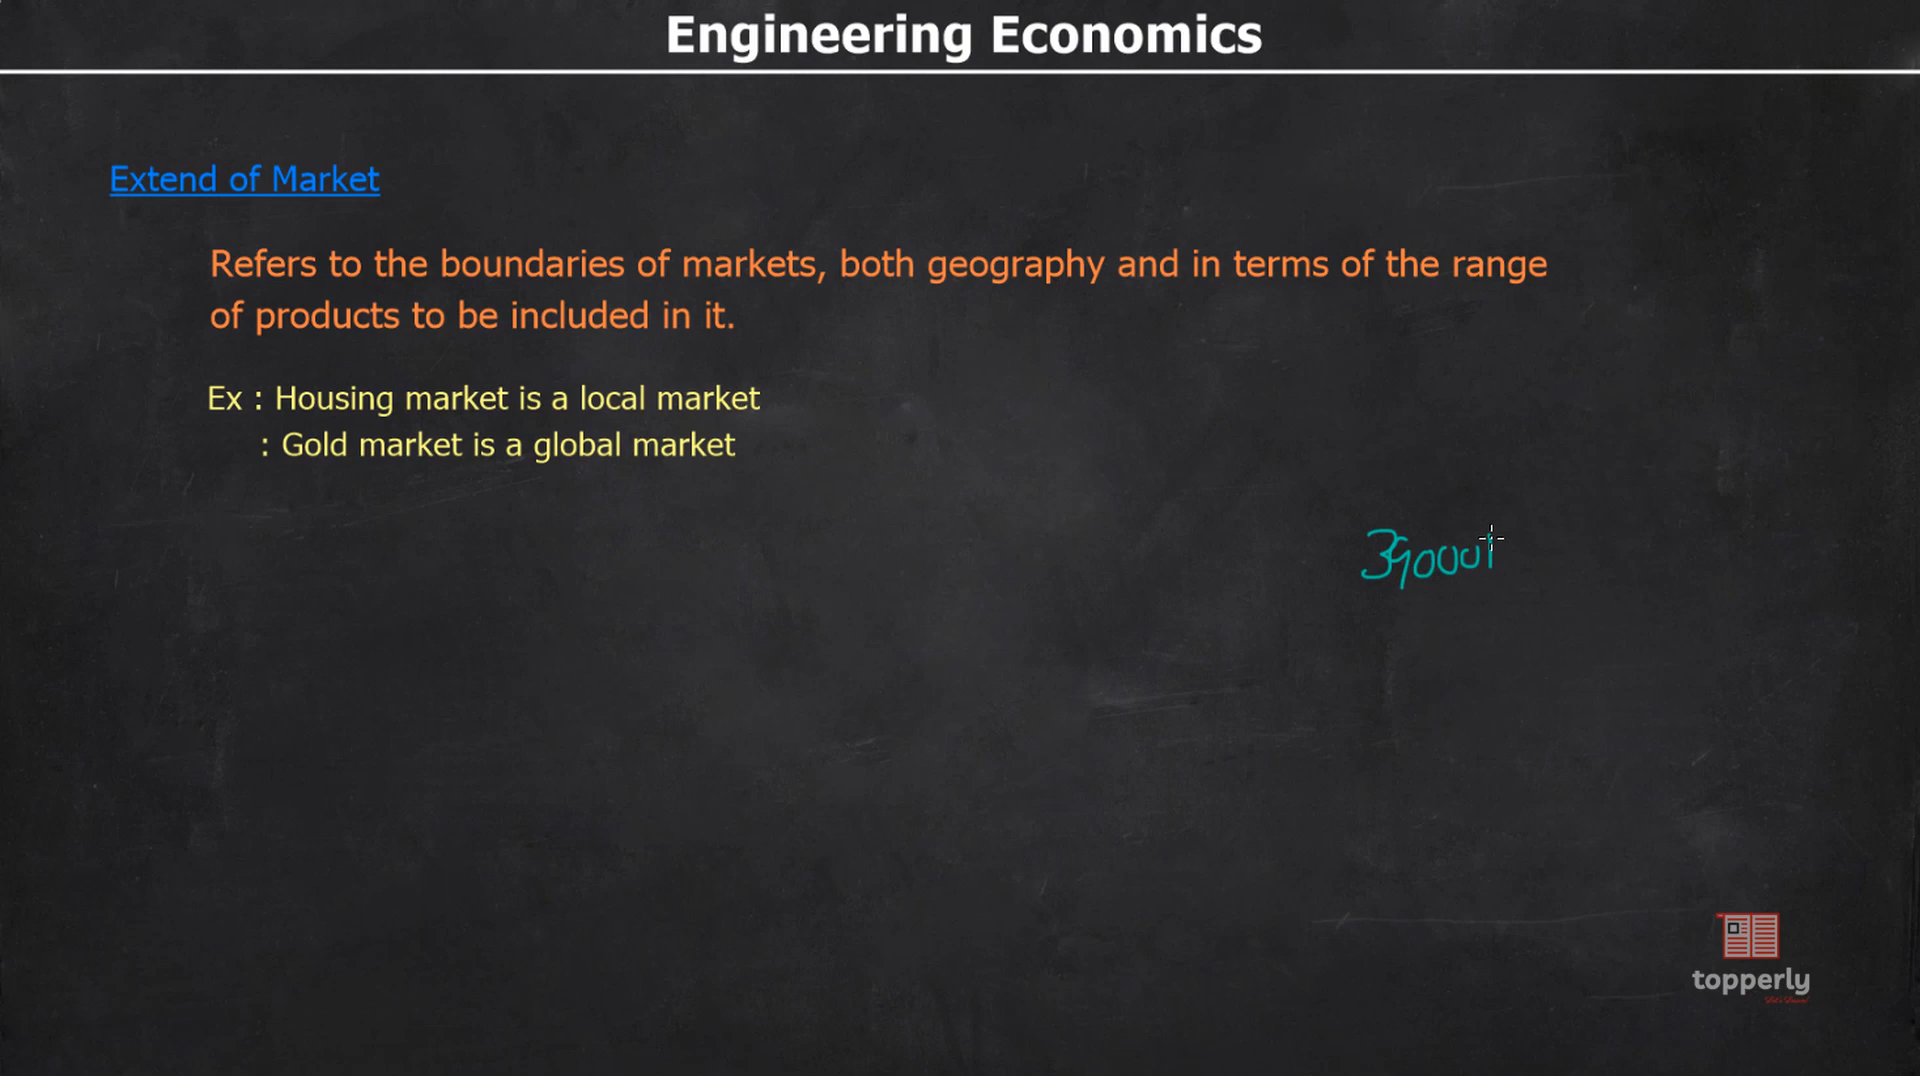 Engineering Economics
Extend of Market
Refers to the boundaries of markets, both geography and in terms of the range
of products to be included in it.
Ex : Housing market is a local market
: Gold market is a global market
topperly
Let's Learn!